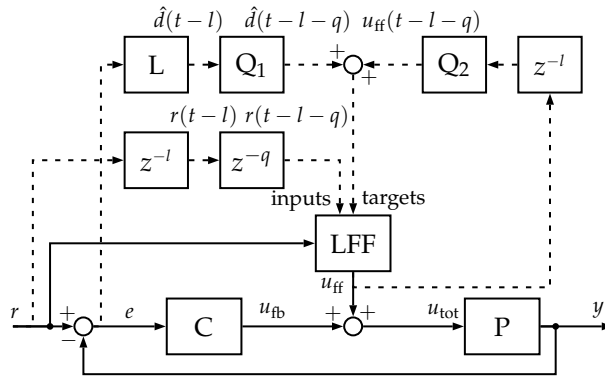 d̂(t−l) d̂(t−l−q) u_ff(t−l−q)
L Q₁ + + Q₂ z^{−l}
r(t−l) r(t−l−q)
z^{−l} z^{−q}
inputs targets
LFF
u_ff
r + − e C u_fb + + u_tot P y